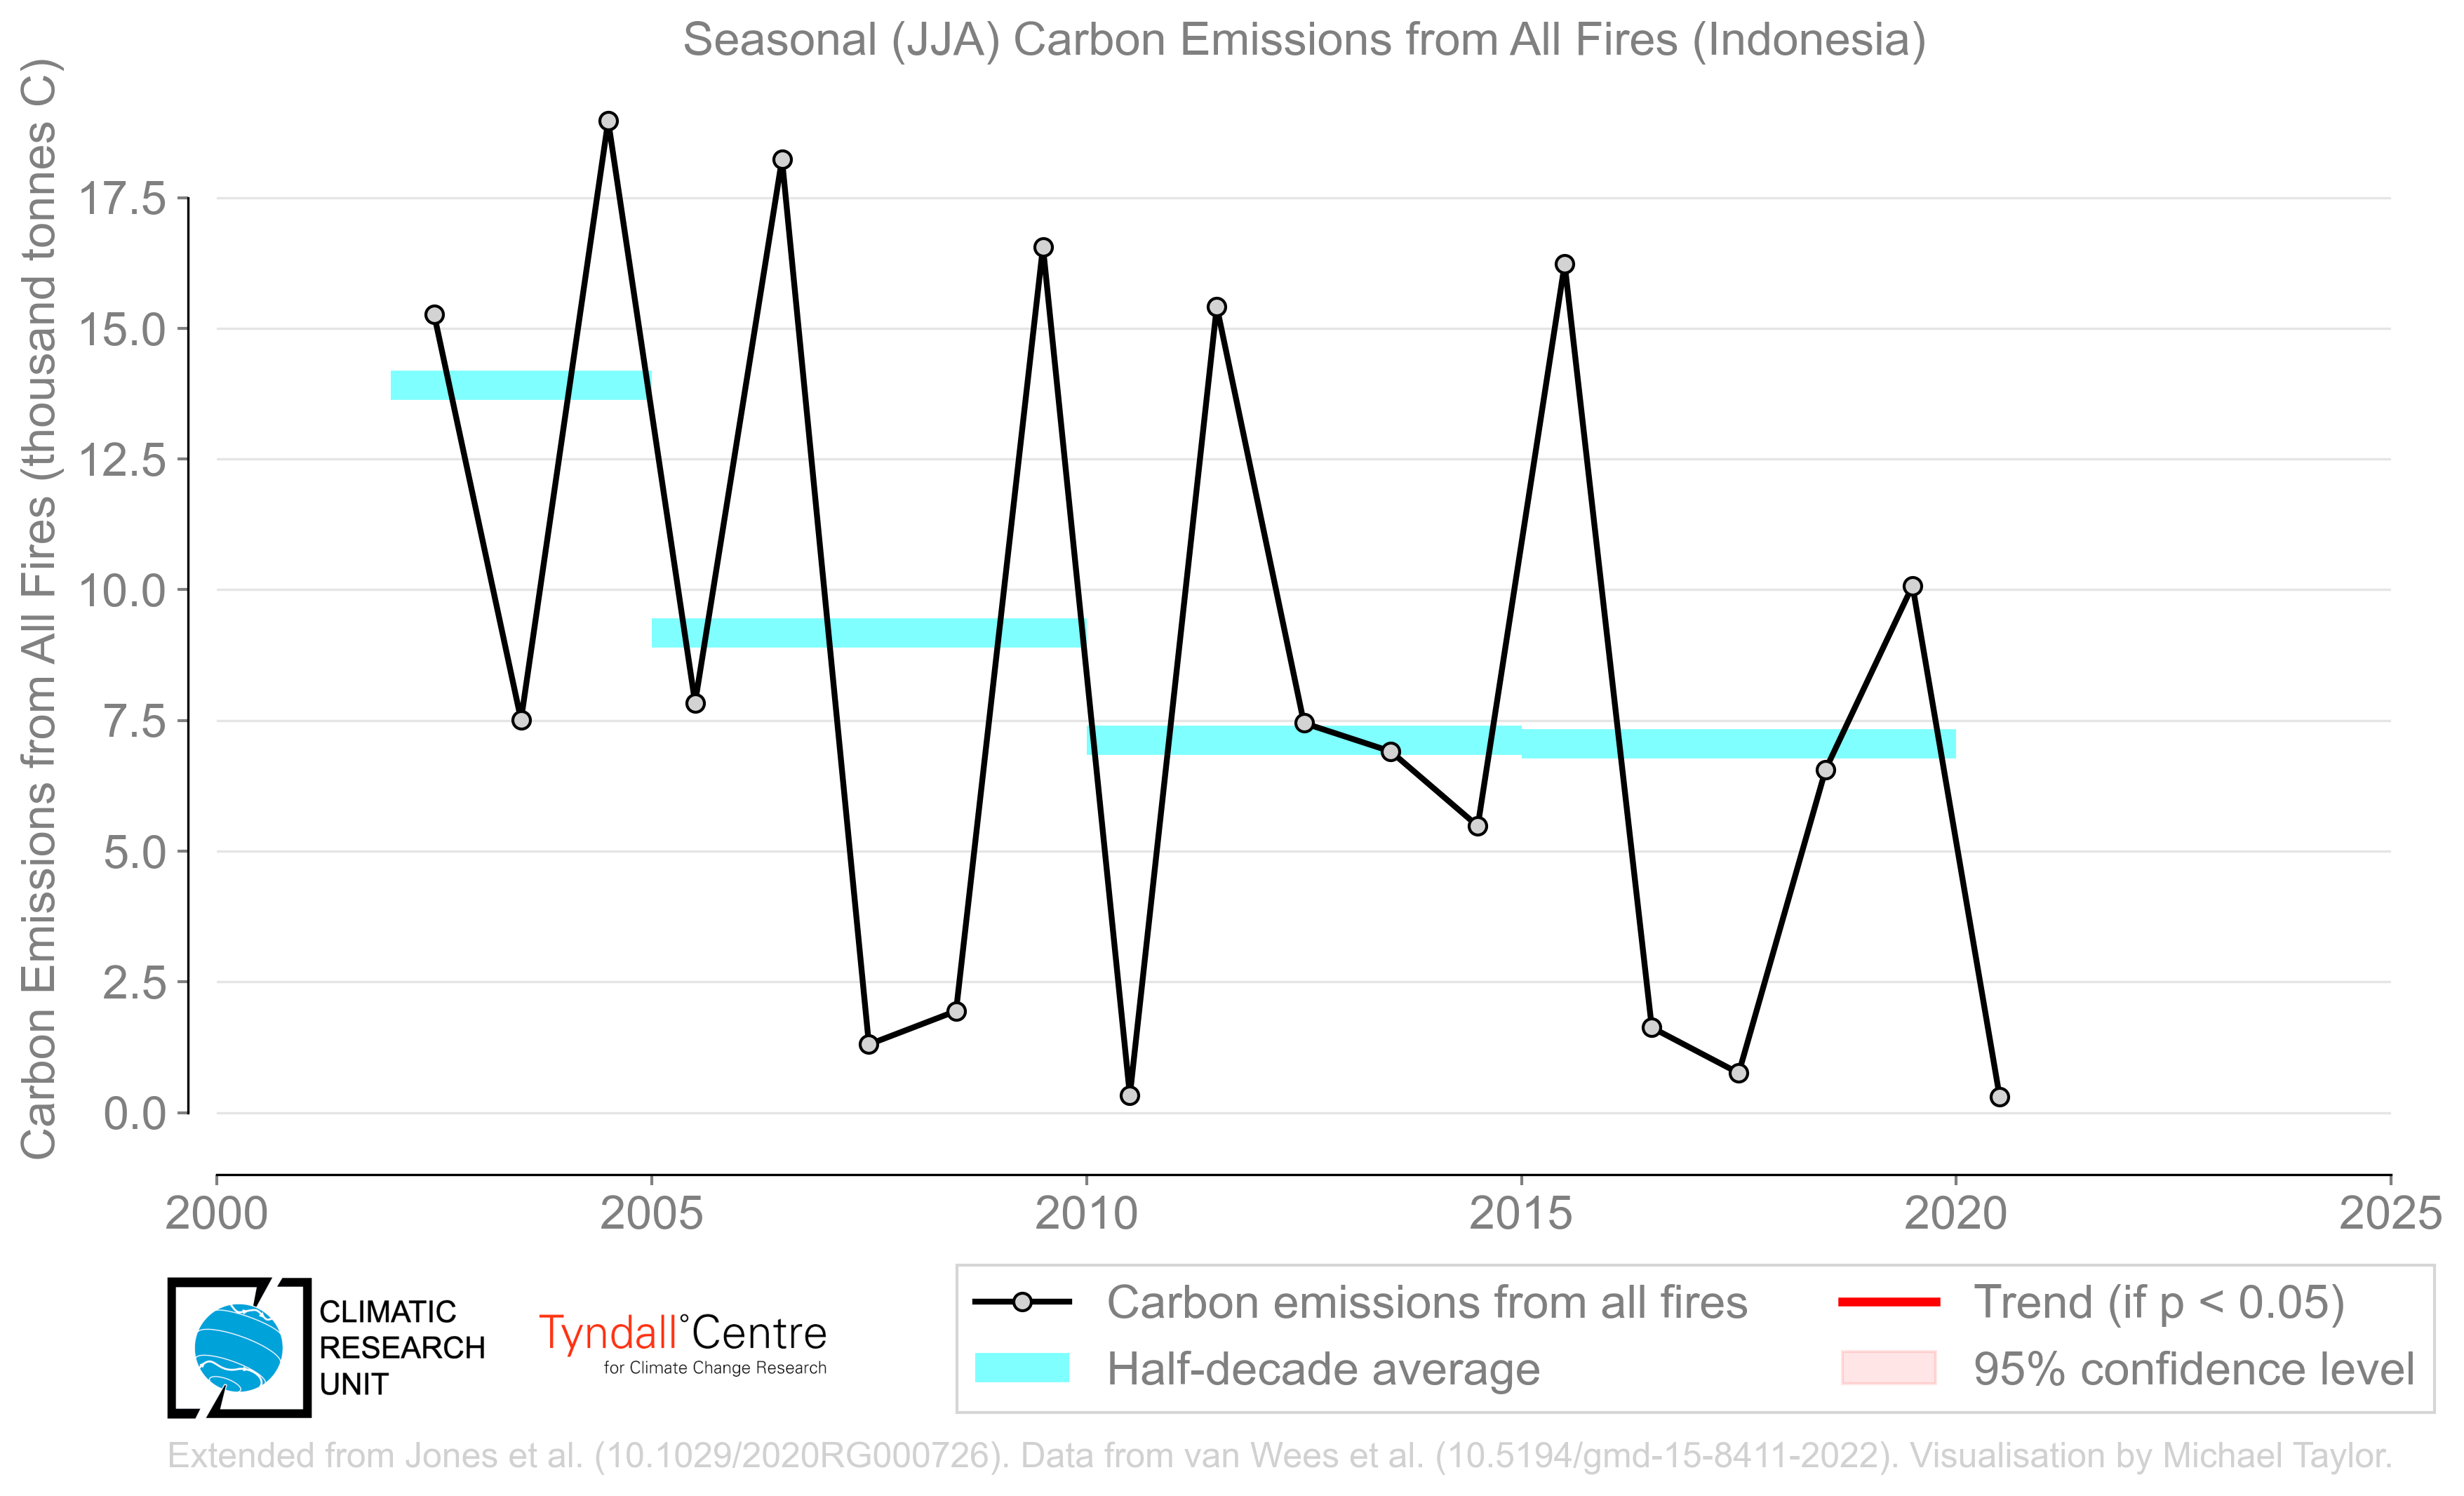 Seasonal (JJA) Carbon Emissions from All Fires (Indonesia)
Carbon Emissions from All Fires (thousand tonnes C)
17.5
15.0
12.5
10.0
7.5
5.0
2.5
0.0
2000 2005 2010 2015 2020 2025
CLIMATIC
RESEARCH
UNIT
Tyndall°Centre
for Climate Change Research
Carbon emissions from all fires
Half-decade average
Trend (if p < 0.05)
95% confidence level
Extended from Jones et al. (10.1029/2020RG000726). Data from van Wees et al. (10.5194/gmd-15-8411-2022). Visualisation by Michael Taylor.